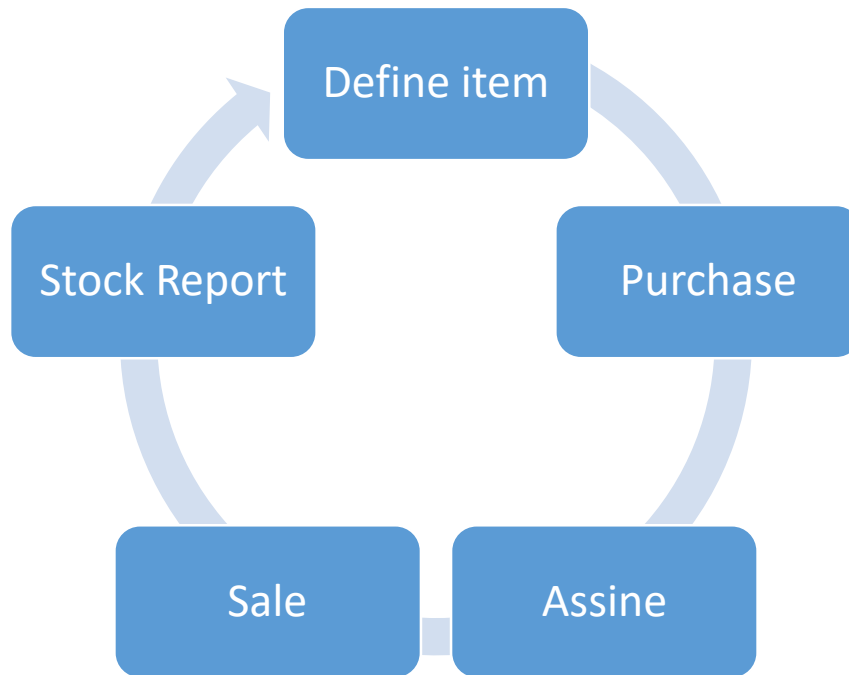 Define item
Purchase
Assine
Sale
Stock Report